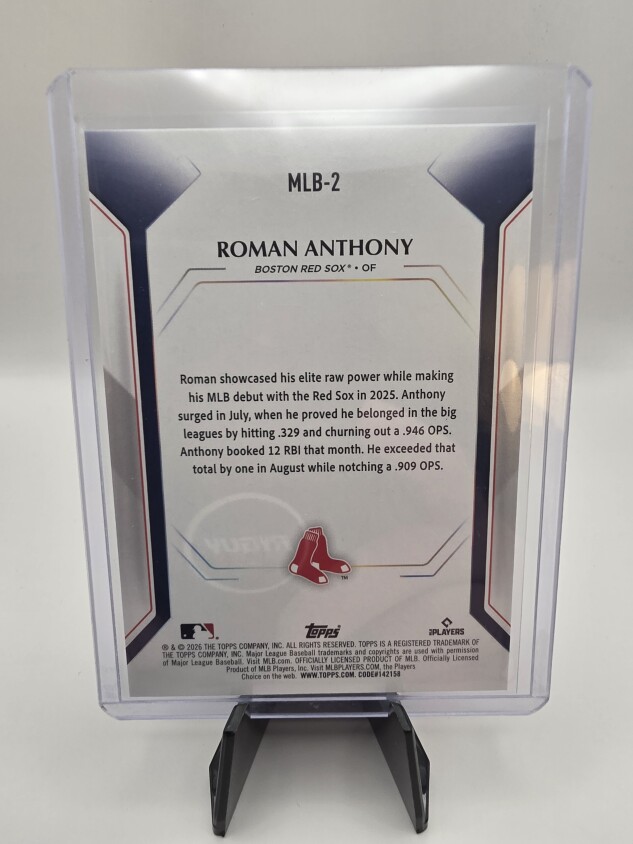 MLB-2
ROMAN ANTHONY
BOSTON RED SOX® • OF
Roman showcased his elite raw power while making
his MLB debut with the Red Sox in 2025. Anthony
surged in July, when he proved he belonged in the big
leagues by hitting .329 and churning out a .946 OPS.
Anthony booked 12 RBI that month. He exceeded that
total by one in August while notching a .909 OPS.
TM
Topps®
PLAYERS
® & © 2026 THE TOPPS COMPANY, INC. ALL RIGHTS RESERVED. TOPPS IS A REGISTERED TRADEMARK OF
THE TOPPS COMPANY, INC. Major League Baseball trademarks and copyrights are used with permission
of Major League Baseball. Visit MLB.com. OFFICIALLY LICENSED PRODUCT OF MLB. Officially Licensed
Product of MLB Players, Inc. Visit MLBPLAYERS.COM, the Players
Choice on the web. WWW.TOPPS.COM. CODE#142158